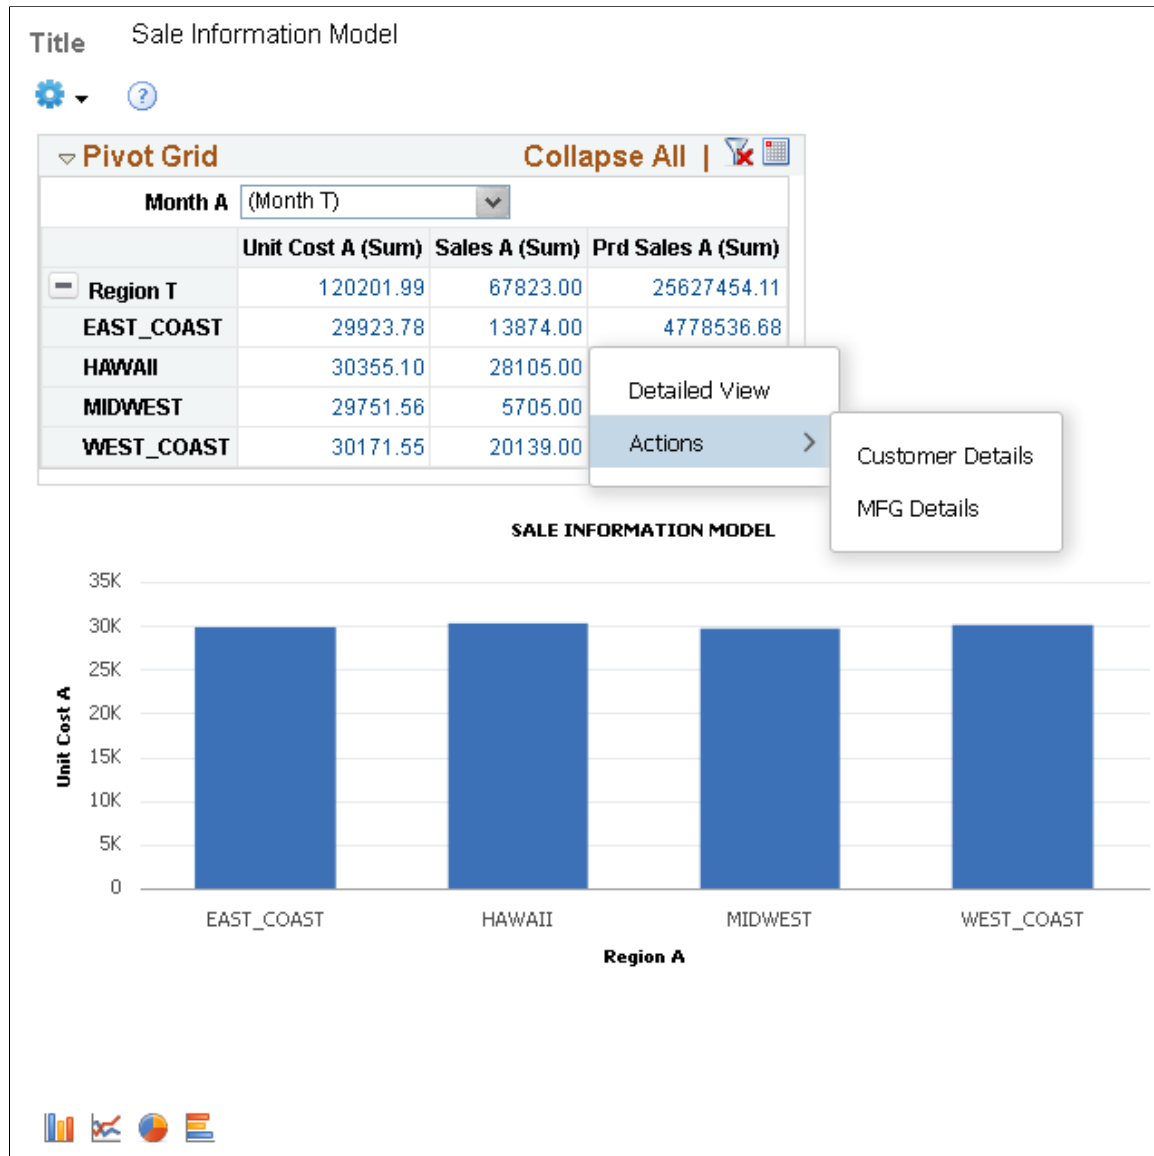 Title Sale Information Model
?
Pivot Grid Collapse All |
Month A (Month T)
Unit Cost A (Sum) Sales A (Sum) Prd Sales A (Sum)
Region T 120201.99 67823.00 25627454.11
EAST_COAST 29923.78 13874.00 4778536.68
HAWAII 30355.10 28105.00
MIDWEST 29751.56 5705.00
WEST_COAST 30171.55 20139.00
Detailed View
Actions
Customer Details
MFG Details
SALE INFORMATION MODEL
35K
30K
25K
20K
15K
10K
5K
0
Unit Cost A
EAST_COAST HAWAII MIDWEST WEST_COAST
Region A